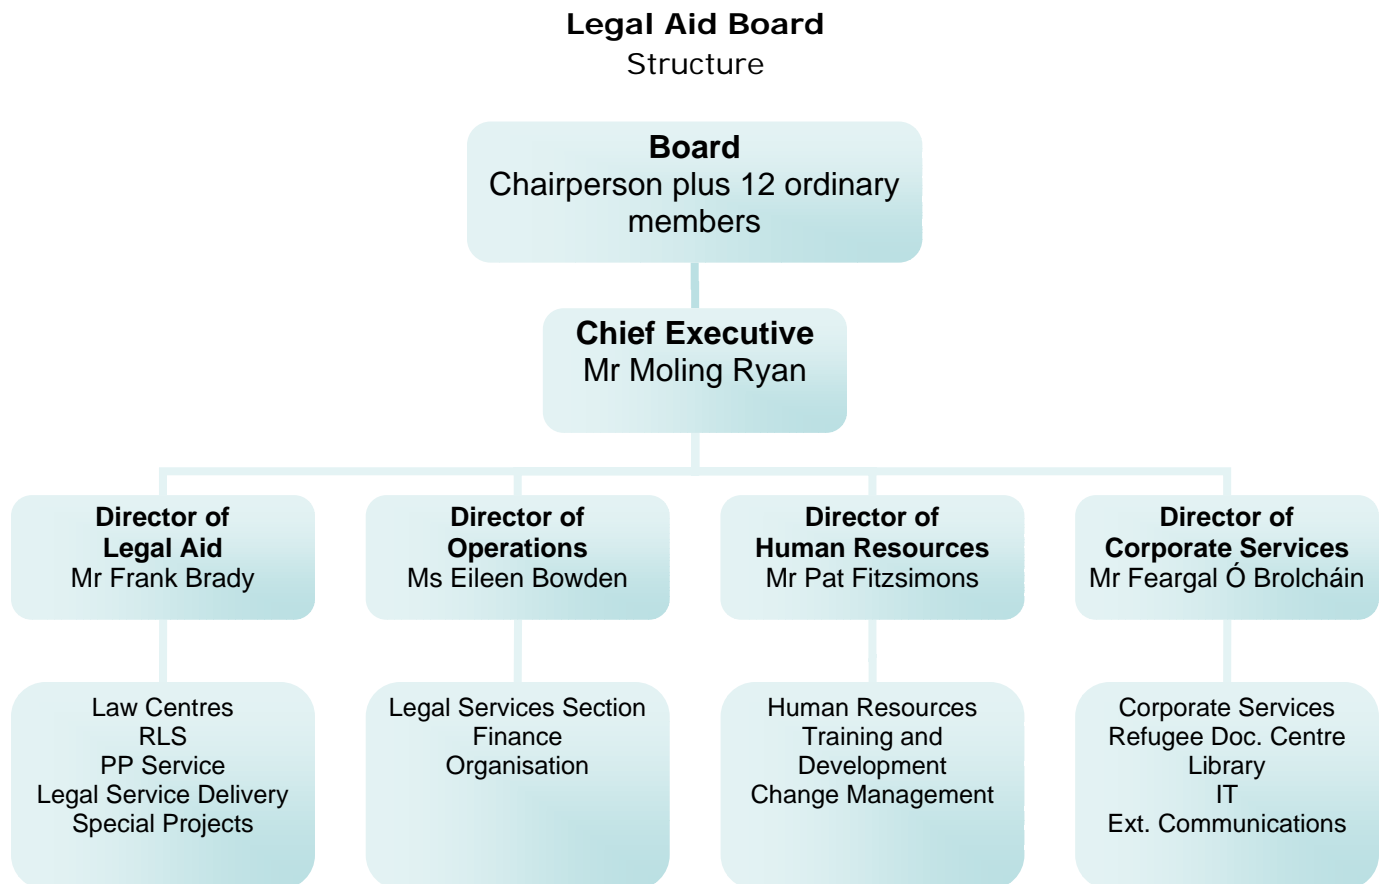 Legal Aid Board
Structure
Board
Chairperson plus 12 ordinary
members
Chief Executive
Mr Moling Ryan
Director of
Legal Aid
Mr Frank Brady
Director of
Operations
Ms Eileen Bowden
Director of
Human Resources
Mr Pat Fitzsimons
Director of
Corporate Services
Mr Feargal Ó Brolcháin
Law Centres
RLS
PP Service
Legal Service Delivery
Special Projects
Legal Services Section
Finance
Organisation
Human Resources
Training and
Development
Change Management
Corporate Services
Refugee Doc. Centre
Library
IT
Ext. Communications